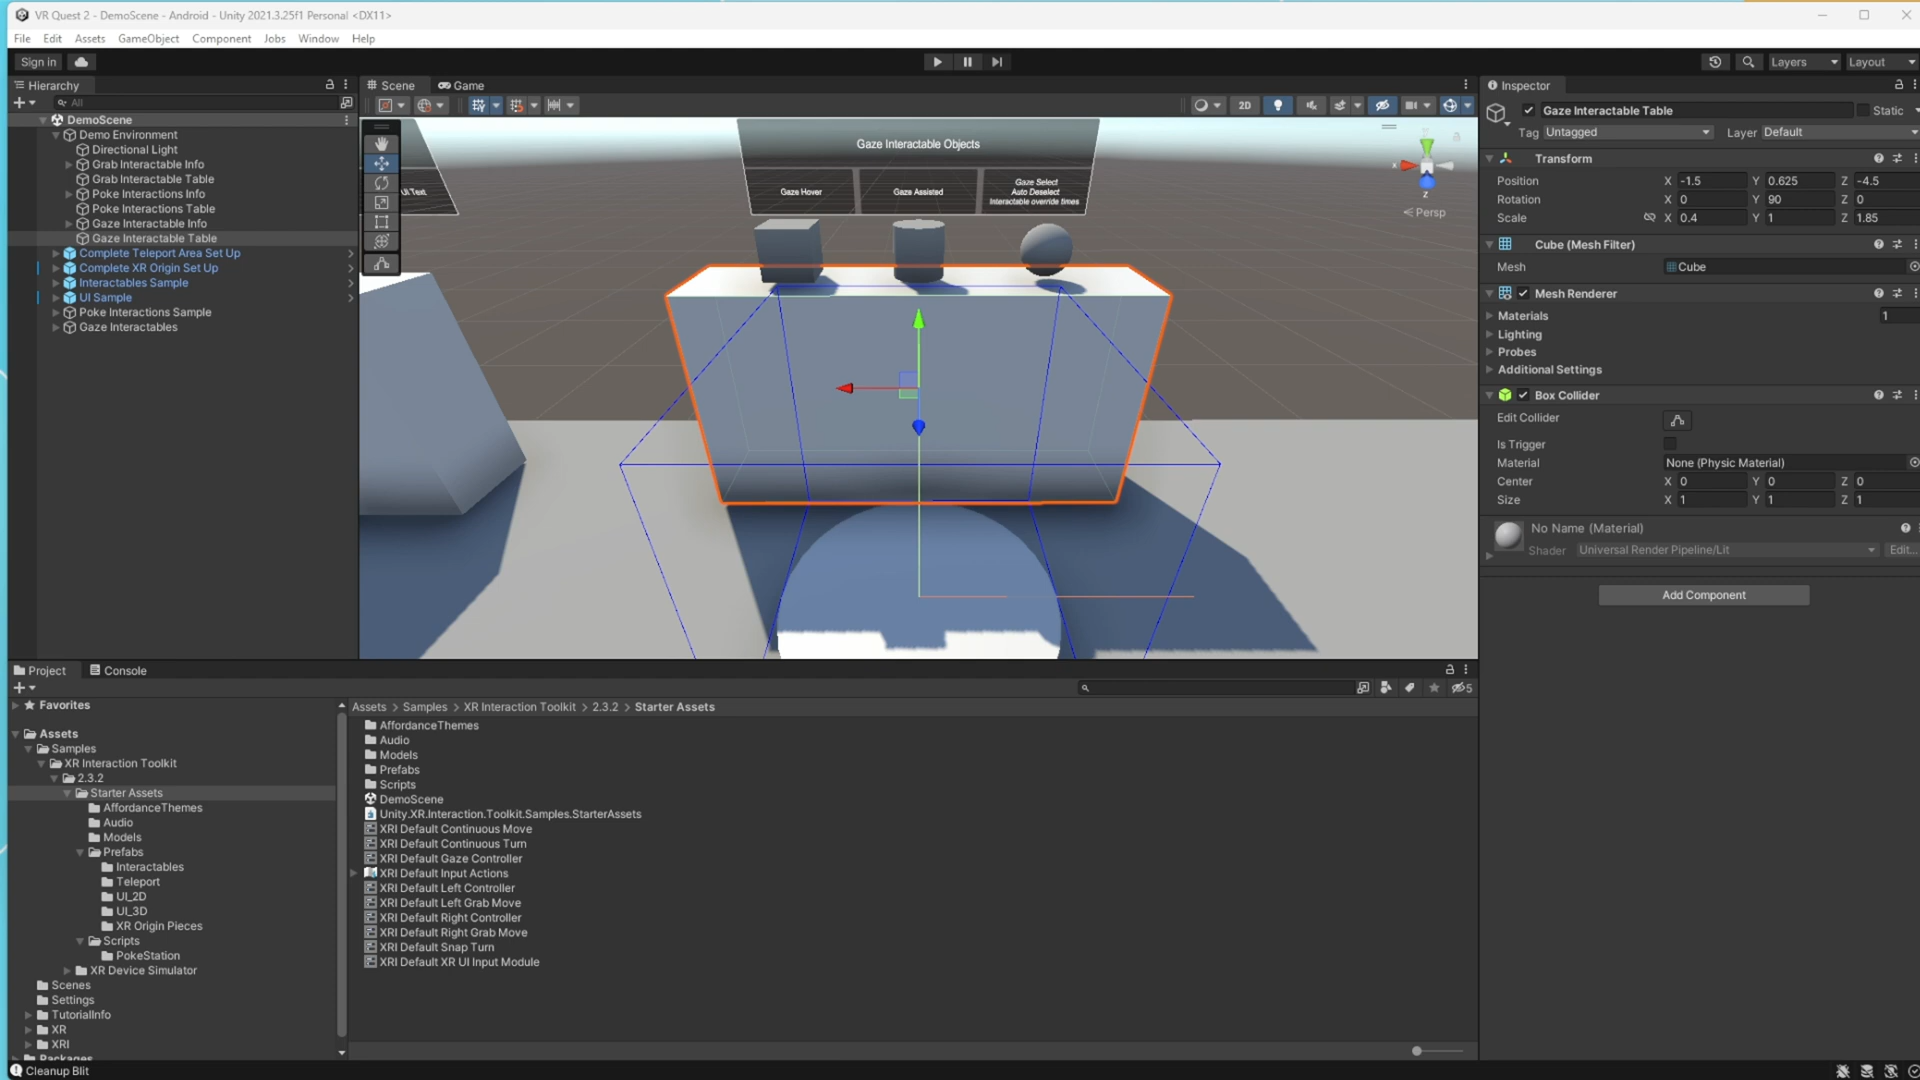 VR Quest 2 - DemoScene - Android - Unity 2021.3.25f1 Personal <DX11>
File Edit Assets GameObject Component Jobs Window Help
Sign in
Layers
Layout
Hierarchy
All
DemoScene
Demo Environment
Directional Light
Grab Interactable Info
Grab Interactable Table
Poke Interactions Info
Poke Interactions Table
Gaze Interactable Info
Gaze Interactable Table
Complete Teleport Area Set Up
Complete XR Origin Set Up
Interactables Sample
UI Sample
Poke Interactions Sample
Gaze Interactables
Scene Game
2D
UI Text.
Gaze Interactable Objects
Gaze Hover
Gaze Assisted
Gaze Select
Auto Deselect
Interactable override times
x
z
Persp
Inspector
Gaze Interactable Table
Static
Tag Untagged Layer Default
Transform
Position X -1.5 Y 0.625 Z -4.5
Rotation X 0 Y 90 Z 0
Scale X 0.4 Y 1 Z 1.85
Cube (Mesh Filter)
Mesh Cube
Mesh Renderer
Materials 1
Lighting
Probes
Additional Settings
Box Collider
Edit Collider
Is Trigger
Material None (Physic Material)
Center X 0 Y 0 Z 0
Size X 1 Y 1 Z 1
No Name (Material)
Shader Universal Render Pipeline/Lit Edit...
Add Component
Project Console
5
Favorites
Assets
Samples
XR Interaction Toolkit
2.3.2
Starter Assets
AffordanceThemes
Audio
Models
Prefabs
Interactables
Teleport
UI_2D
UI_3D
XR Origin Pieces
Scripts
PokeStation
XR Device Simulator
Scenes
Settings
TutorialInfo
XR
XRI
Packages
Assets > Samples > XR Interaction Toolkit > 2.3.2 > Starter Assets
AffordanceThemes
Audio
Models
Prefabs
Scripts
DemoScene
Unity.XR.Interaction.Toolkit.Samples.StarterAssets
XRI Default Continuous Move
XRI Default Continuous Turn
XRI Default Gaze Controller
XRI Default Input Actions
XRI Default Left Controller
XRI Default Left Grab Move
XRI Default Right Controller
XRI Default Right Grab Move
XRI Default Snap Turn
XRI Default XR UI Input Module
Cleanup Blit